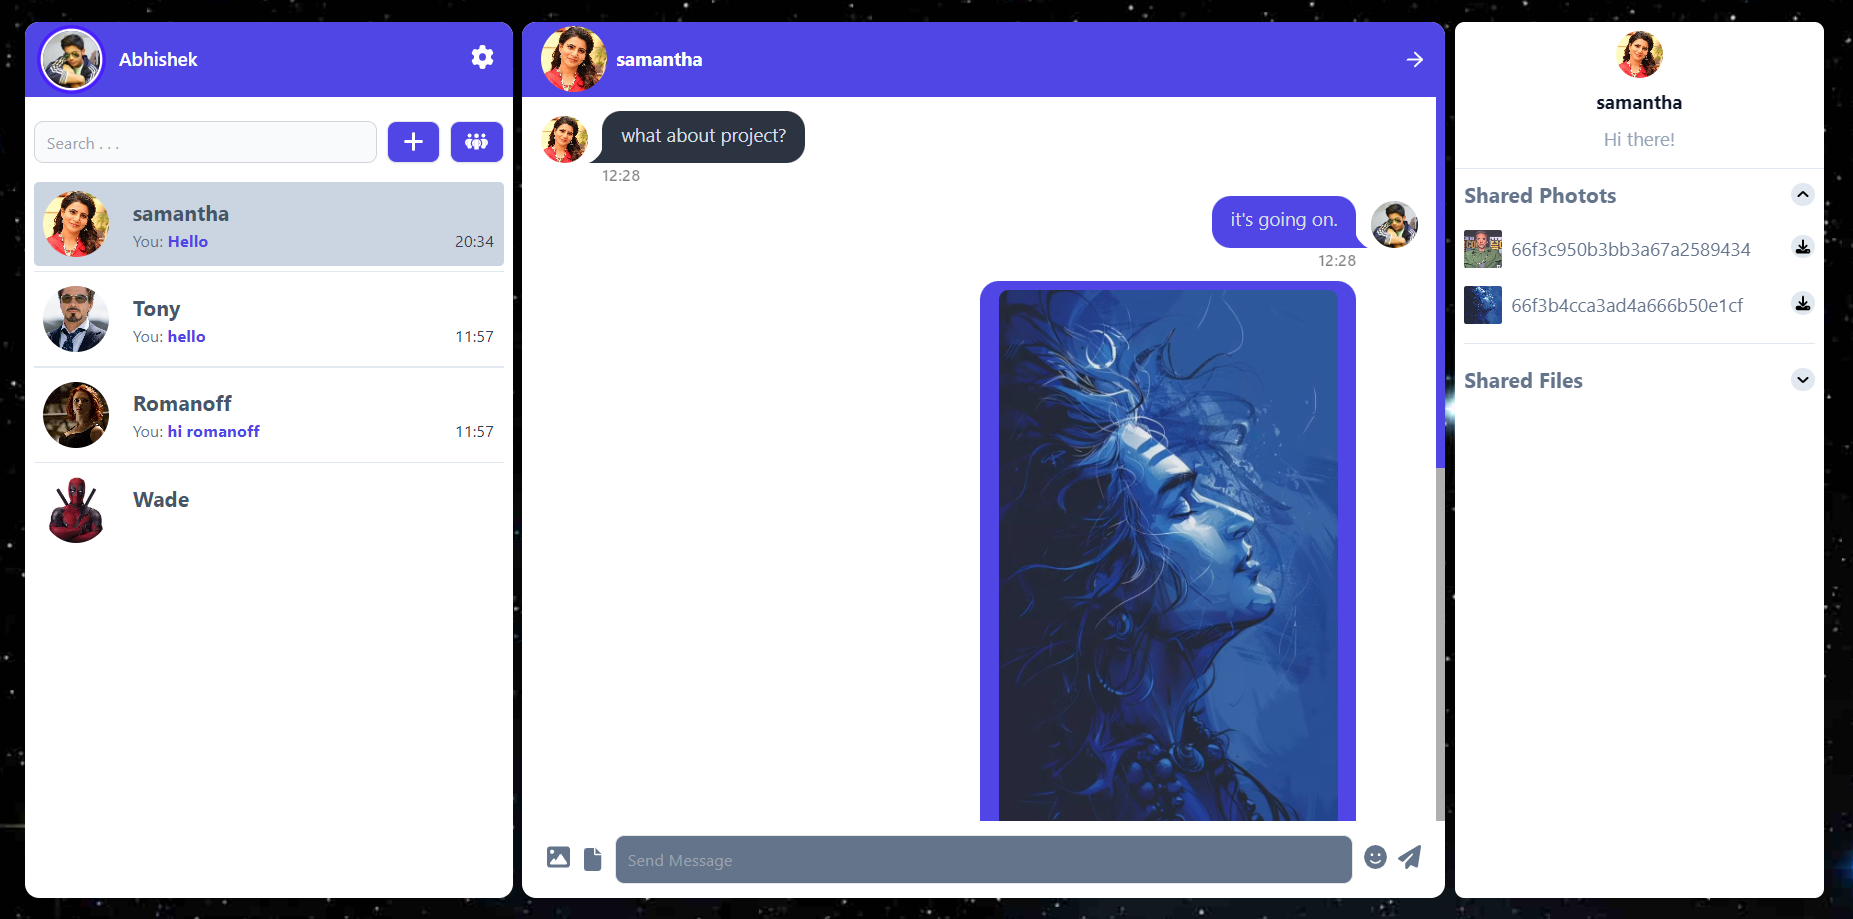 Abhishek
Search . . .
samantha
You: Hello
20:34
Tony
You: hello
11:57
Romanoff
You: hi romanoff
11:57
Wade
samantha
what about project?
12:28
it's going on.
12:28
Send Message
samantha
Hi there!
Shared Photots
66f3c950b3bb3a67a2589434
66f3b4cca3ad4a666b50e1cf
Shared Files